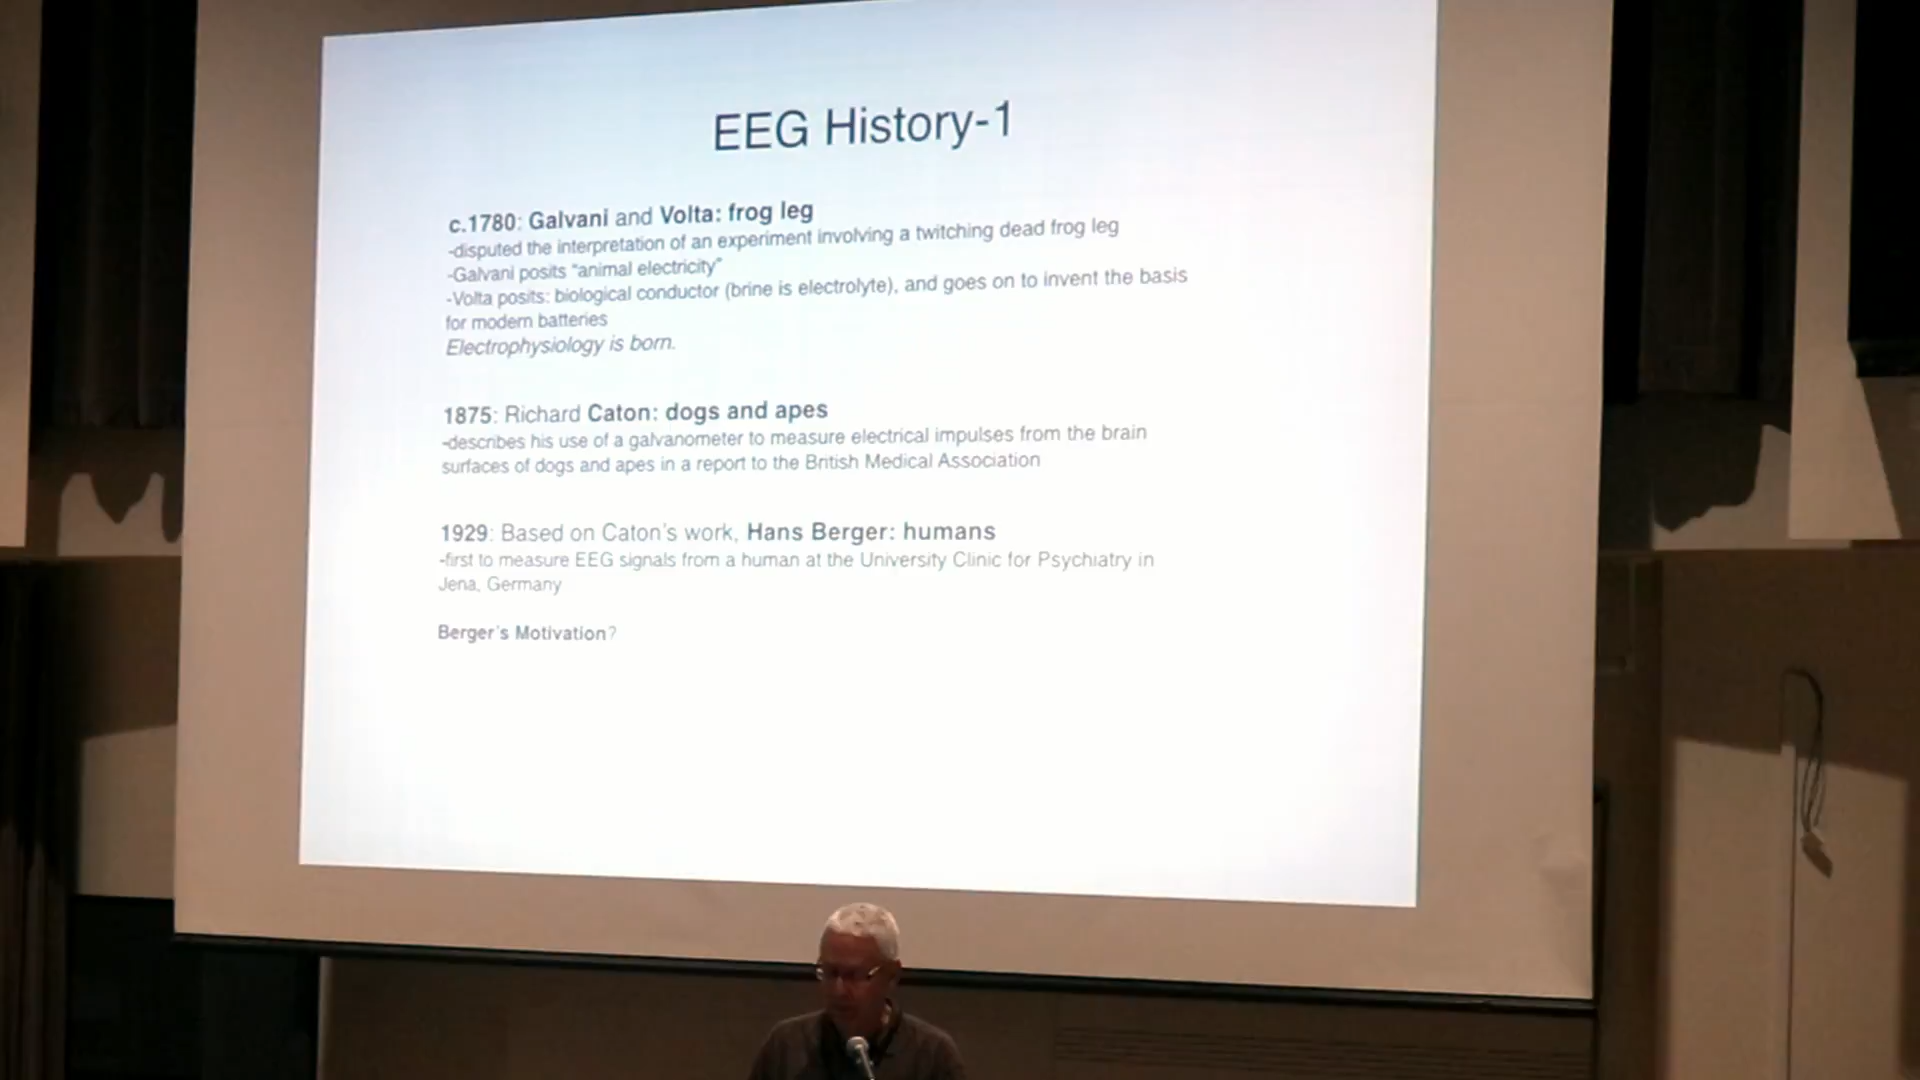 EEG History-1
c.1780: Galvani and Volta: frog leg
-disputed the interpretation of an experiment involving a twitching dead frog leg
-Galvani posits “animal electricity”
-Volta posits: biological conductor (brine is electrolyte), and goes on to invent the basis
for modern batteries
Electrophysiology is born.
1875: Richard Caton: dogs and apes
-describes his use of a galvanometer to measure electrical impulses from the brain
surfaces of dogs and apes in a report to the British Medical Association
1929: Based on Caton's work, Hans Berger: humans
-first to measure EEG signals from a human at the University Clinic for Psychiatry in
Jena, Germany
Berger's Motivation?